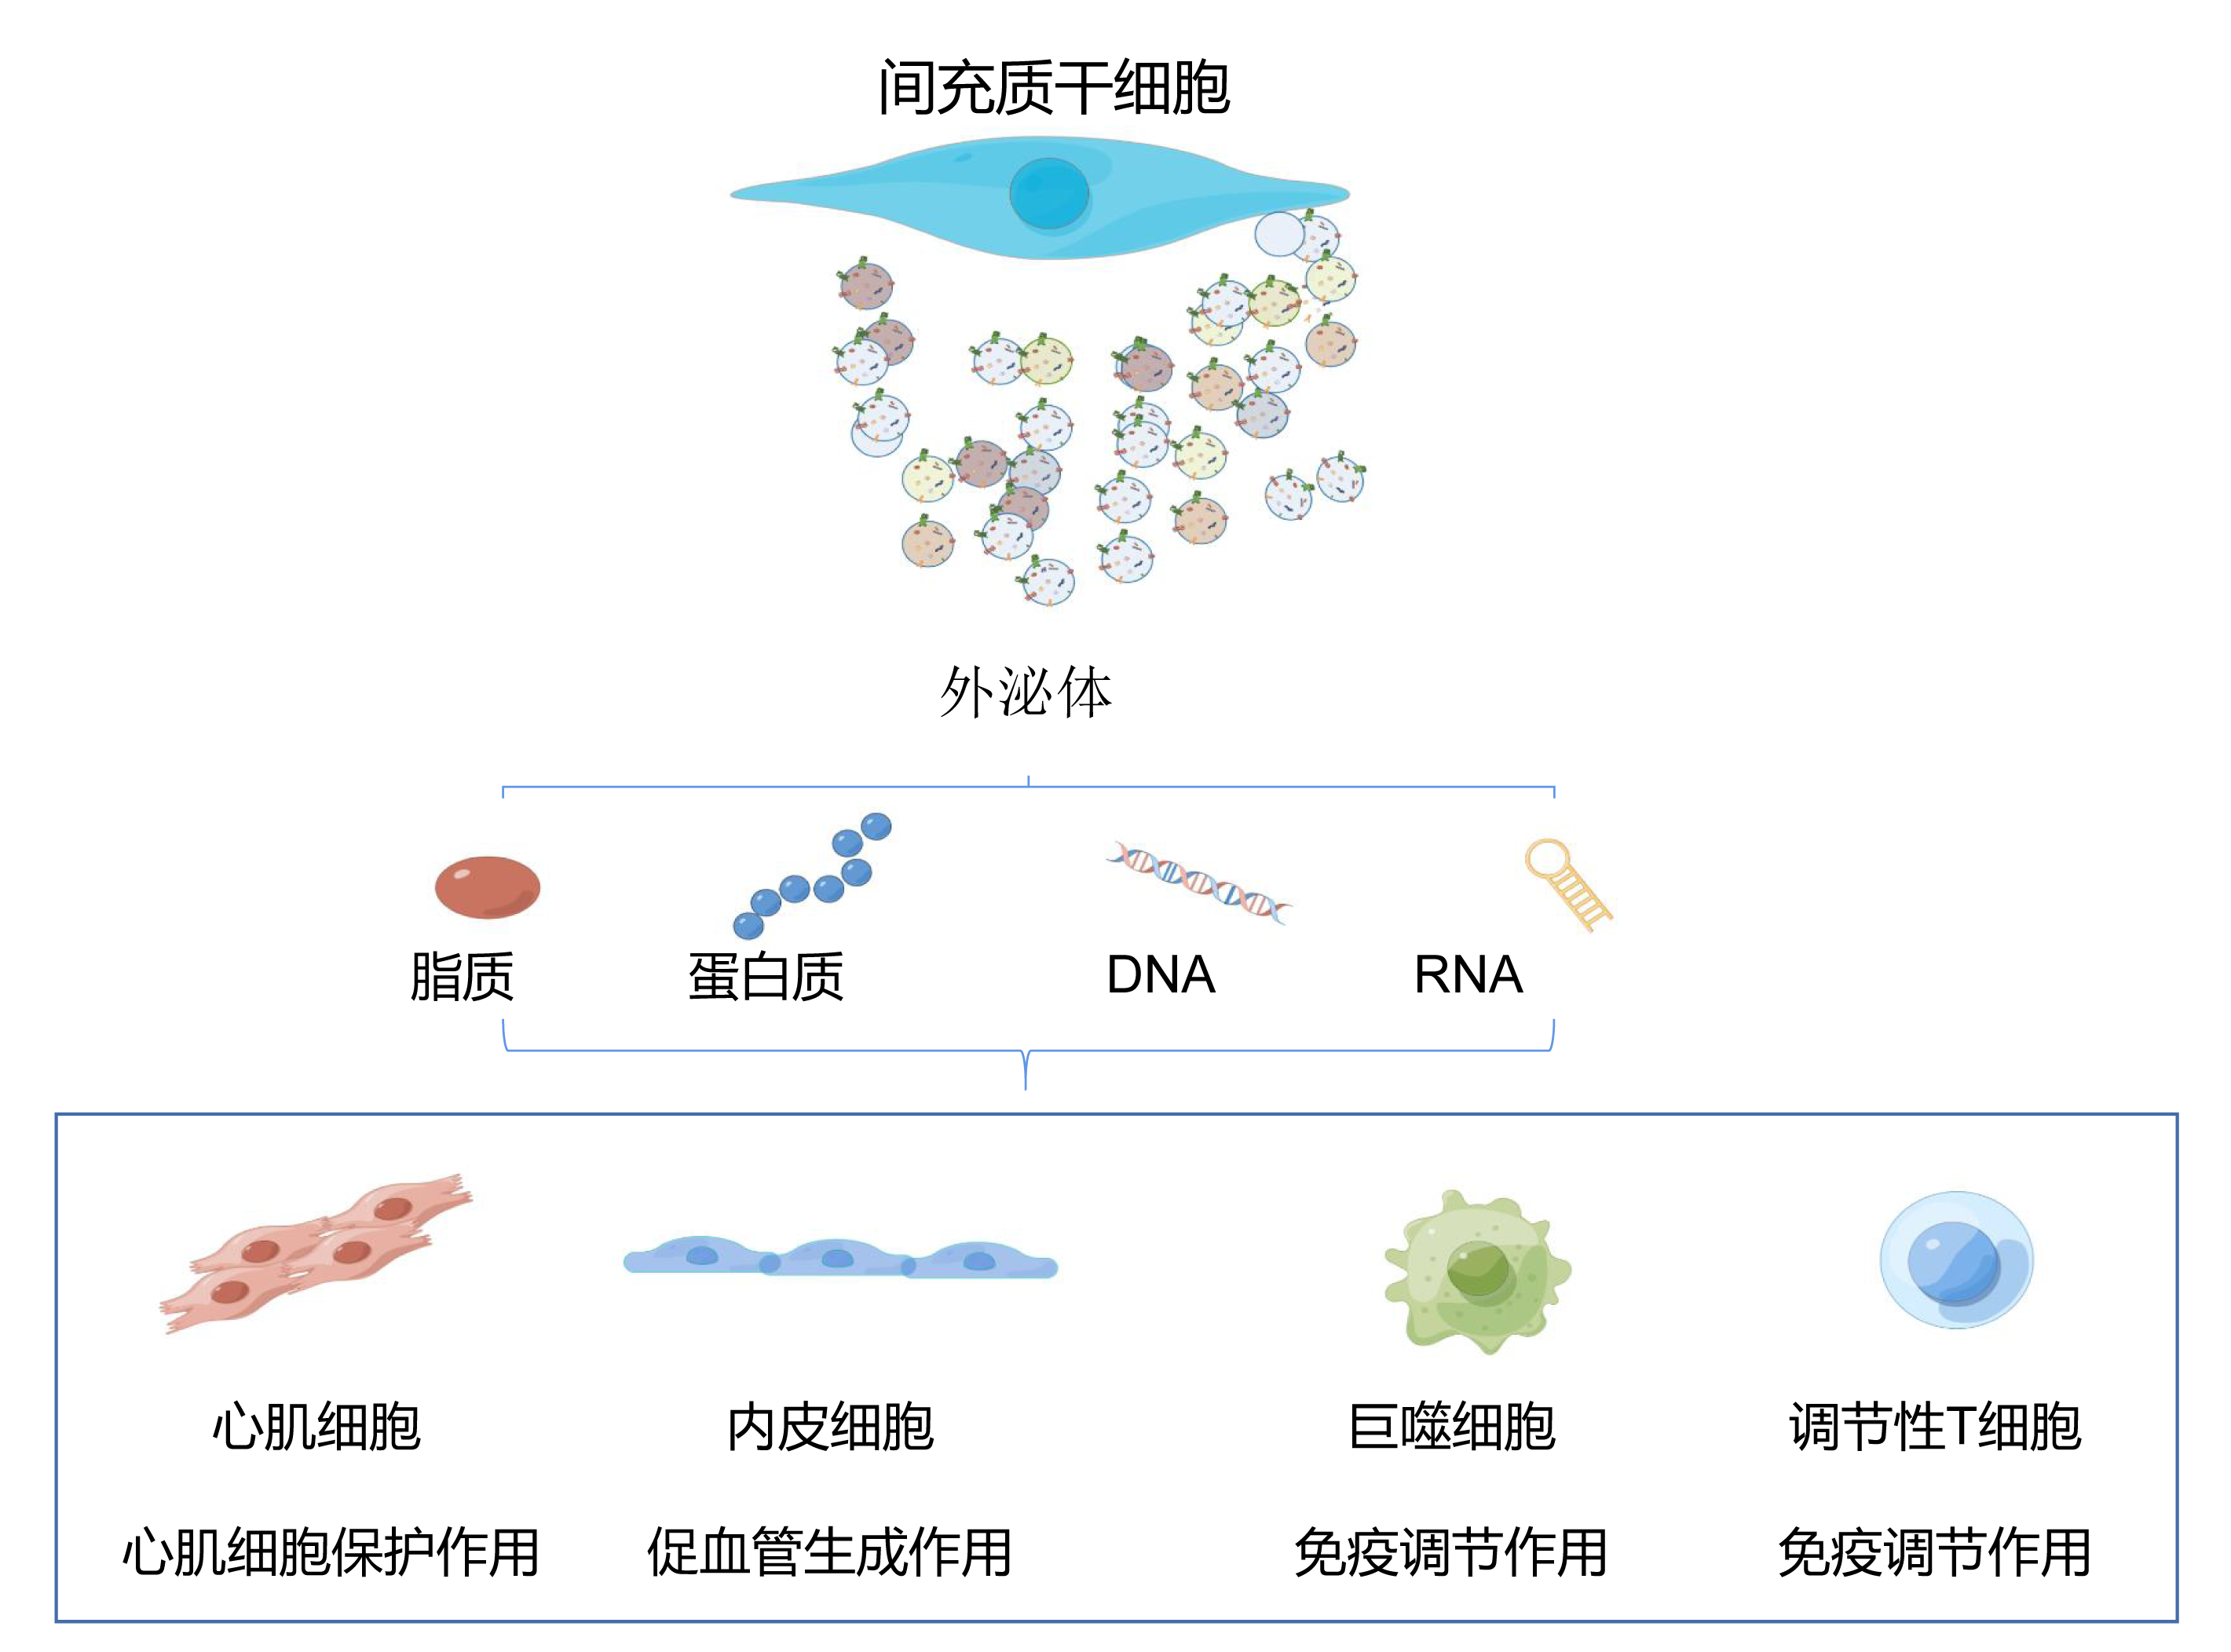 间充质干细胞
外泌体
脂质 蛋白质 DNA RNA
心肌细胞 内皮细胞 巨噬细胞 调节性T细胞
心肌细胞保护作用 促血管生成作用 免疫调节作用 免疫调节作用